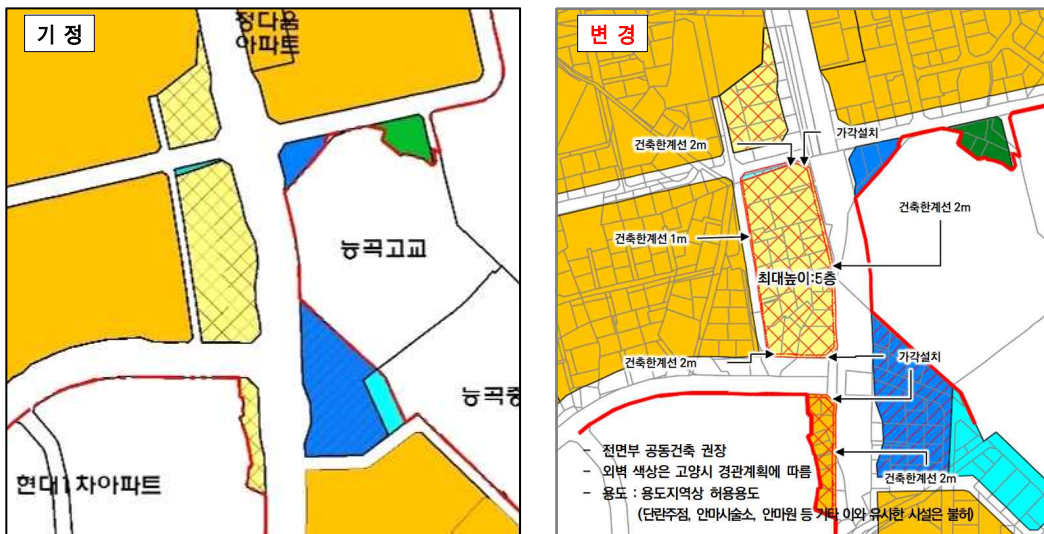 기 정
정다움
아파트
능곡고교
능곡중
현대1차아파트
변 경
가각설치
건축한계선 2m
건축한계선 2m
건축한계선 1m
최대높이:5층
건축한계선 2m
가각설치
- 전면부 공동건축 권장
- 외벽 색상은 고양시 경관계획에 따름
건축한계선 2m
- 용도 : 용도지역상 허용용도
(단란주점, 안마시술소, 안마원 등 기타 이와 유사한 시설은 불허)